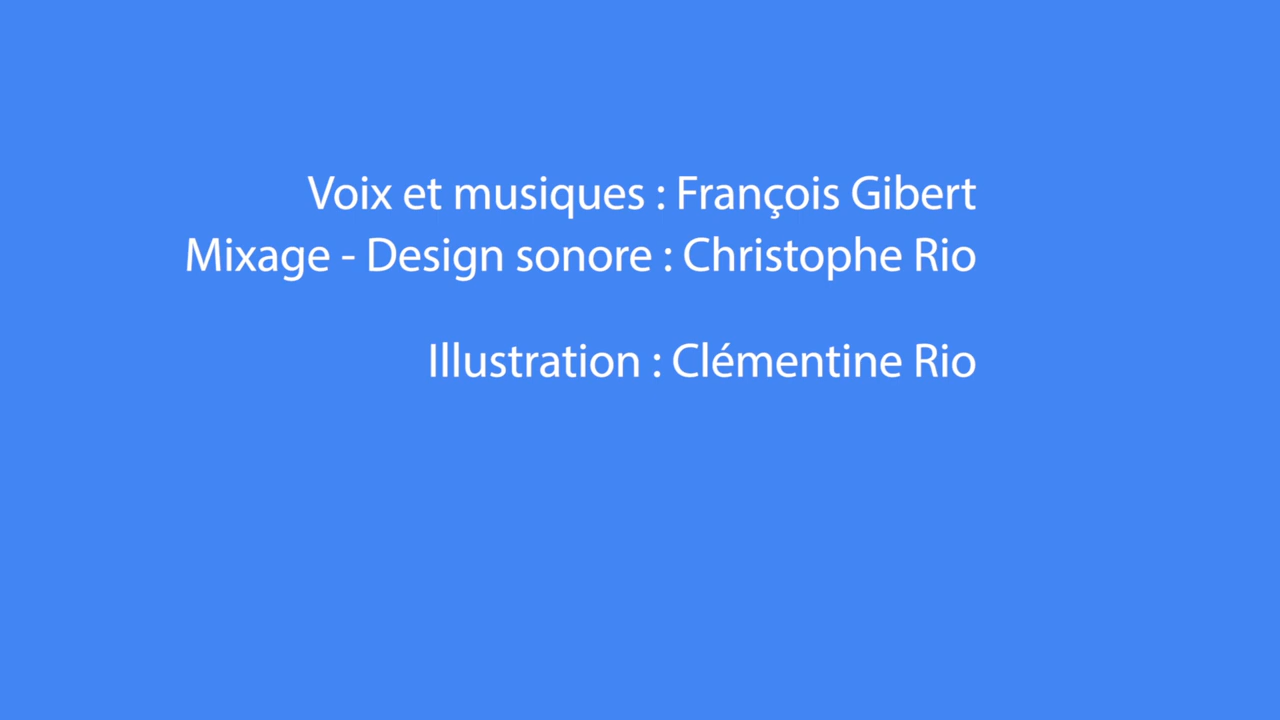 Voix et musiques : François Gibert
Mixage - Design sonore : Christophe Rio
Illustration : Clémentine Rio